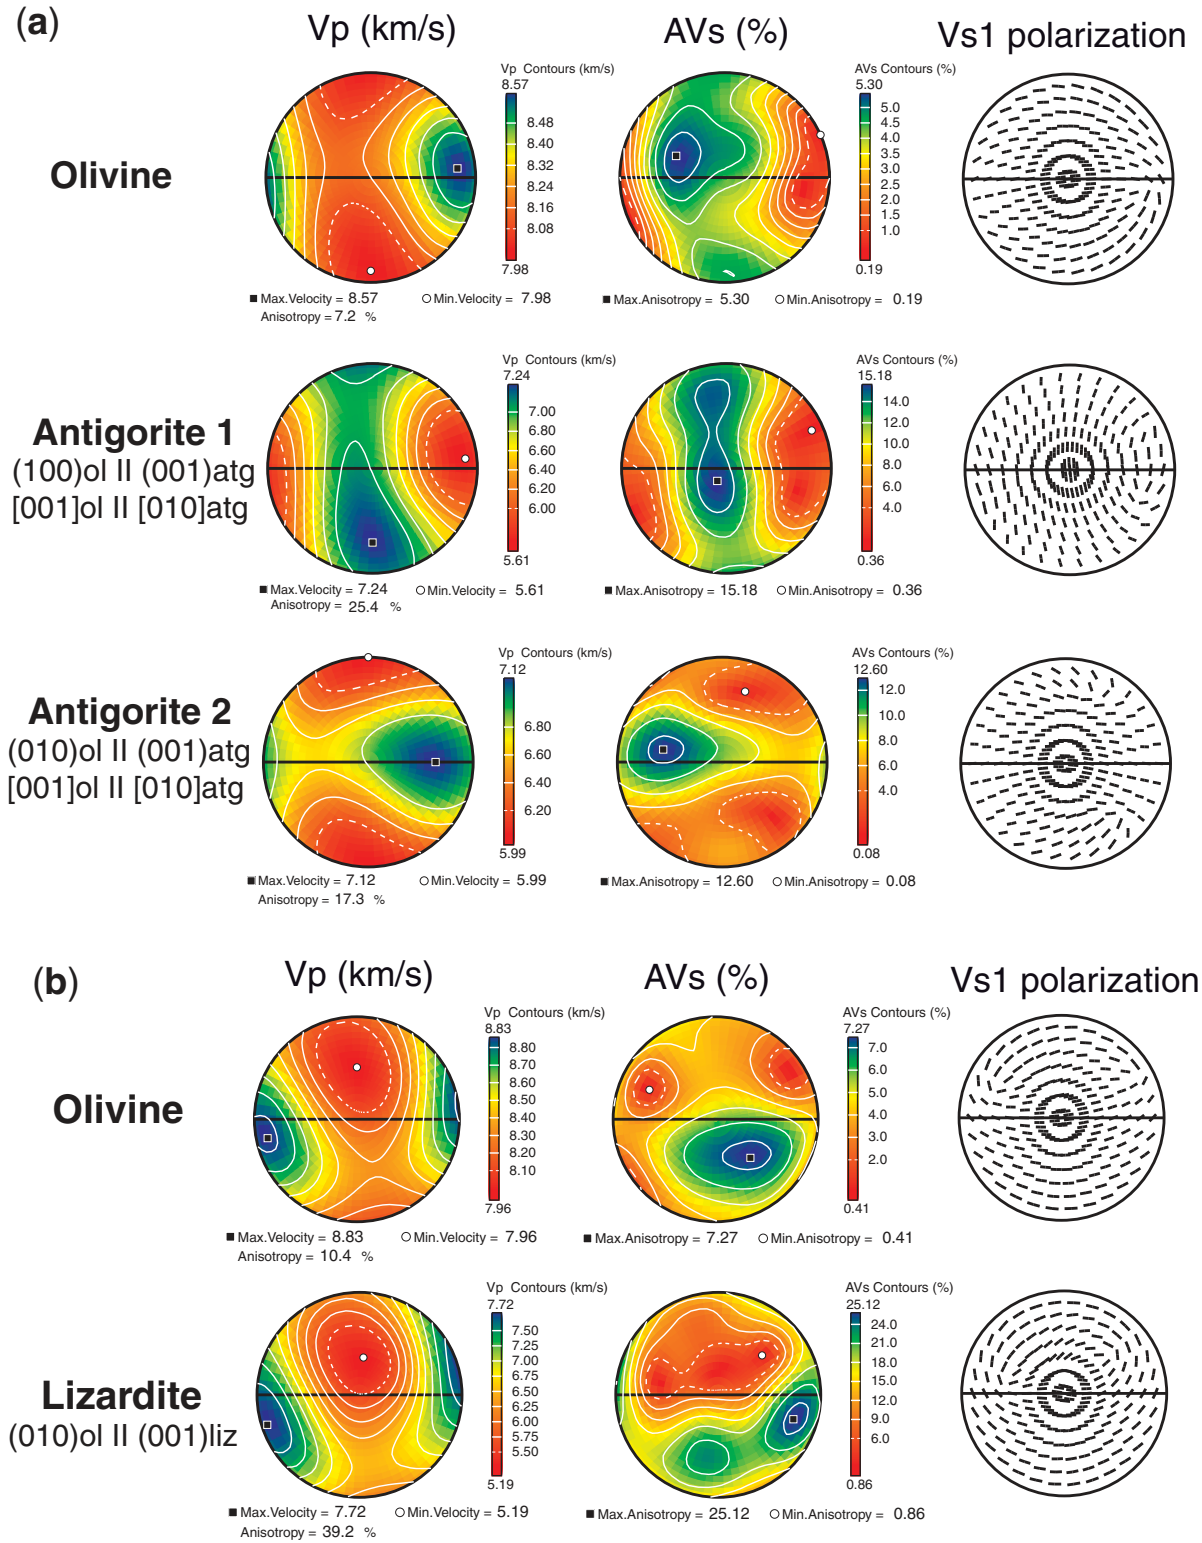 (a)
Vp (km/s)
AVs (%)
Vs1 polarization
Olivine
Vp Contours (km/s)
8.57
8.48
8.40
8.32
8.24
8.16
8.08
7.98
Max.Velocity = 8.57 Min.Velocity = 7.98
Anisotropy = 7.2 %
AVs Contours (%)
5.30
5.0
4.5
4.0
3.5
3.0
2.5
2.0
1.5
1.0
0.19
Max.Anisotropy = 5.30 Min.Anisotropy = 0.19
Antigorite 1
(100)ol II (001)atg
[001]ol II [010]atg
Vp Contours (km/s)
7.24
7.00
6.80
6.60
6.40
6.20
6.00
5.61
Max.Velocity = 7.24 Min.Velocity = 5.61
Anisotropy = 25.4 %
AVs Contours (%)
15.18
14.0
12.0
10.0
8.0
6.0
4.0
0.36
Max.Anisotropy = 15.18 Min.Anisotropy = 0.36
Antigorite 2
(010)ol II (001)atg
[001]ol II [010]atg
Vp Contours (km/s)
7.12
6.80
6.60
6.40
6.20
5.99
Max.Velocity = 7.12 Min.Velocity = 5.99
Anisotropy = 17.3 %
AVs Contours (%)
12.60
12.0
10.0
8.0
6.0
4.0
0.08
Max.Anisotropy = 12.60 Min.Anisotropy = 0.08
(b)
Vp (km/s)
AVs (%)
Vs1 polarization
Olivine
Vp Contours (km/s)
8.83
8.80
8.70
8.60
8.50
8.40
8.30
8.20
8.10
7.96
Max.Velocity = 8.83 Min.Velocity = 7.96
Anisotropy = 10.4 %
AVs Contours (%)
7.27
7.0
6.0
5.0
4.0
3.0
2.0
0.41
Max.Anisotropy = 7.27 Min.Anisotropy = 0.41
Lizardite
(010)ol II (001)liz
Vp Contours (km/s)
7.72
7.50
7.25
7.00
6.75
6.50
6.25
6.00
5.75
5.50
5.19
Max.Velocity = 7.72 Min.Velocity = 5.19
Anisotropy = 39.2 %
AVs Contours (%)
25.12
24.0
21.0
18.0
15.0
12.0
9.0
6.0
0.86
Max.Anisotropy = 25.12 Min.Anisotropy = 0.86